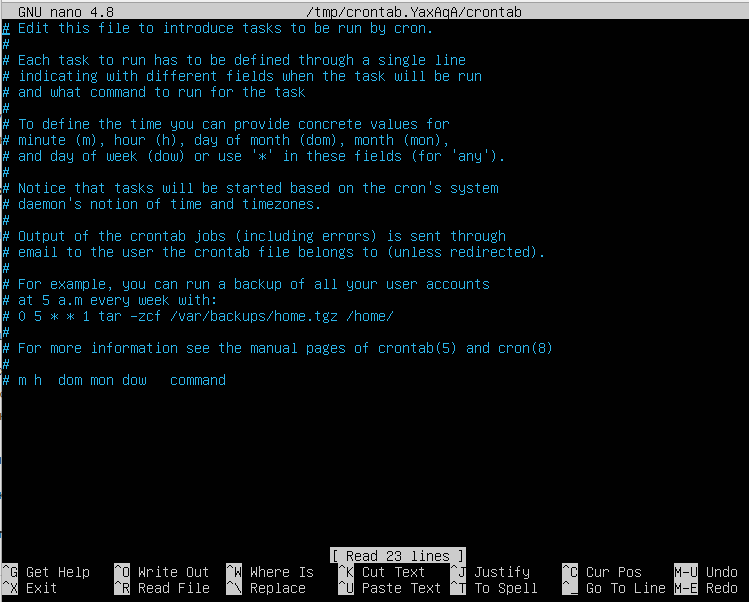 GNU nano 4.8 /tmp/crontab.YaxAqA/crontab
# Edit this file to introduce tasks to be run by cron.
#
# Each task to run has to be defined through a single line
# indicating with different fields when the task will be run
# and what command to run for the task
#
# To define the time you can provide concrete values for
# minute (m), hour (h), day of month (dom), month (mon),
# and day of week (dow) or use '*' in these fields (for 'any').
#
# Notice that tasks will be started based on the cron's system
# daemon's notion of time and timezones.
#
# Output of the crontab jobs (including errors) is sent through
# email to the user the crontab file belongs to (unless redirected).
#
# For example, you can run a backup of all your user accounts
# at 5 a.m every week with:
# 0 5 * * 1 tar -zcf /var/backups/home.tgz /home/
#
# For more information see the manual pages of crontab(5) and cron(8)
#
# m h  dom mon dow   command
[ Read 23 lines ]
^G Get Help ^O Write Out ^W Where Is ^K Cut Text ^J Justify ^C Cur Pos M-U Undo
^X Exit ^R Read File ^\ Replace ^U Paste Text ^T To Spell ^_ Go To Line M-E Redo